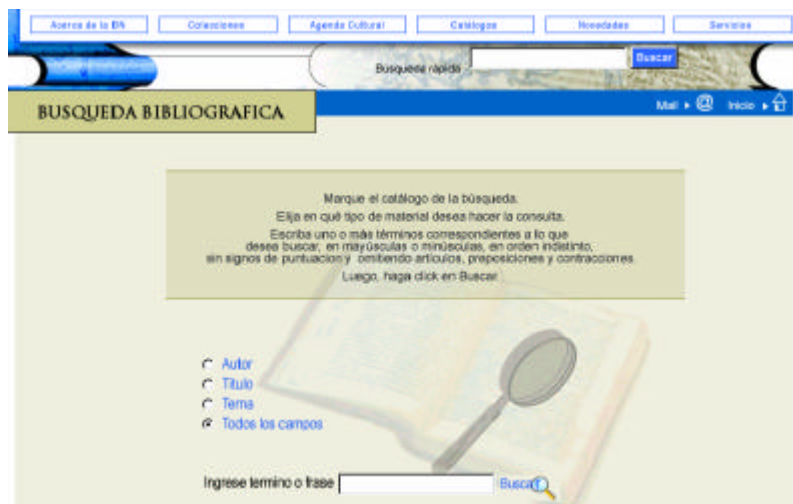 Acerca de la BN Colecciones Agenda Cultural Catálogos Novedades Servicios
Búsqueda rápida Buscar
BUSQUEDA BIBLIOGRAFICA
Mail Inicio
Marque el catálogo de la búsqueda.
Elija en qué tipo de material desea hacer la consulta.
Escriba uno o más términos correspondientes a lo que
desea buscar, en mayúsculas o minúsculas, en orden indistinto,
sin signos de puntuacion y omitiendo artículos, preposiciones y contracciones
Luego, haga click en Buscar
Autor
Título
Tema
Todos los campos
Ingrese termino o frase Buscar